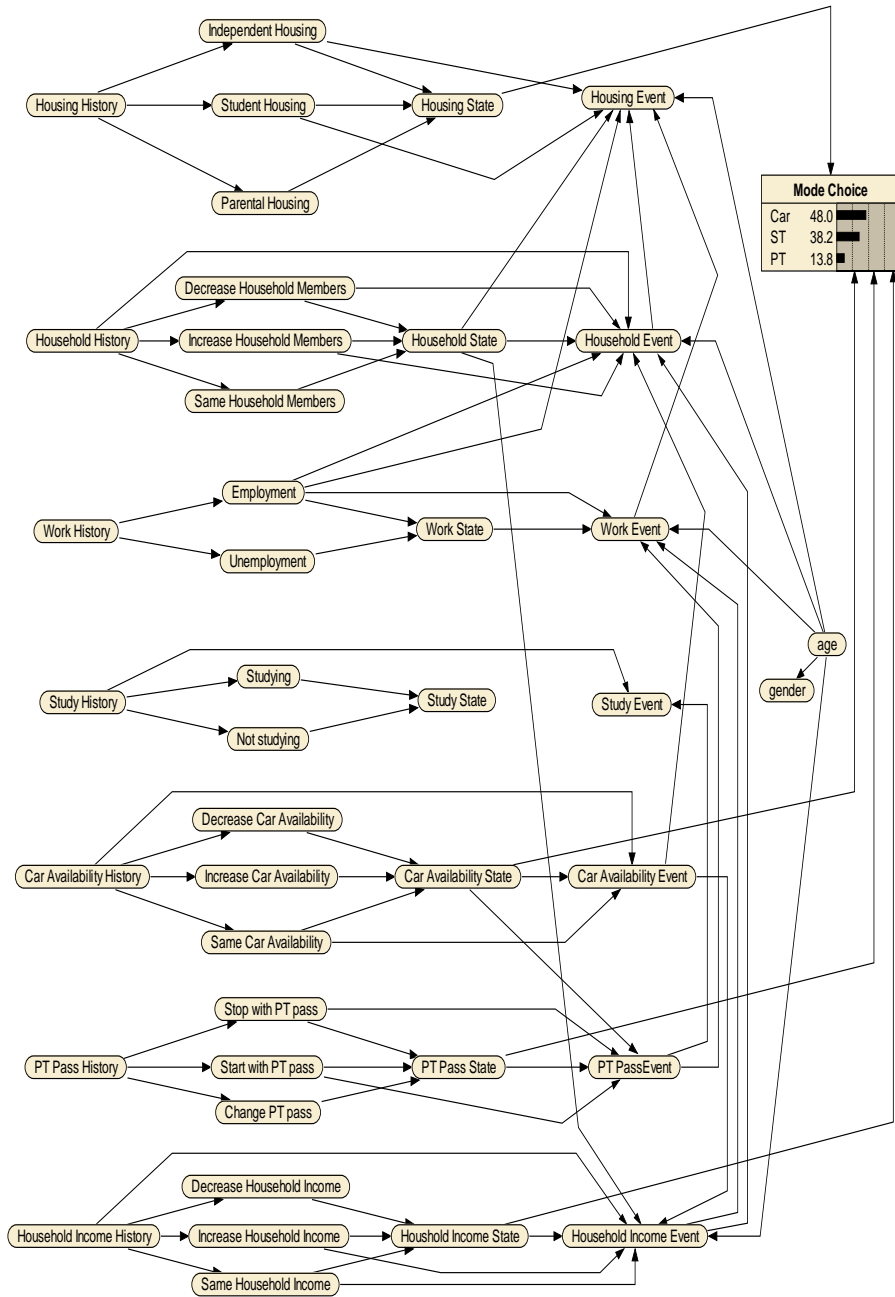 Independent Housing
Housing History
Student Housing
Housing State
Housing Event
Parental Housing
Mode Choice
Car 48.0
ST 38.2
PT 13.8
Decrease Household Members
Household History
Increase Household Members
Household State
Household Event
Same Household Members
Employment
Work History
Work State
Work Event
Unemployment
age
gender
Studying
Study History
Study State
Study Event
Not studying
Decrease Car Availability
Car Availability History
Increase Car Availability
Car Availability State
Car Availability Event
Same Car Availability
Stop with PT pass
PT Pass History
Start with PT pass
PT Pass State
PT PassEvent
Change PT pass
Decrease Household Income
Household Income History
Increase Household Income
Houshold Income State
Household Income Event
Same Household Income